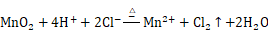 MnO₂ + 4H⁺ + 2Cl⁻ =△= Mn²⁺ + Cl₂↑+2H₂O